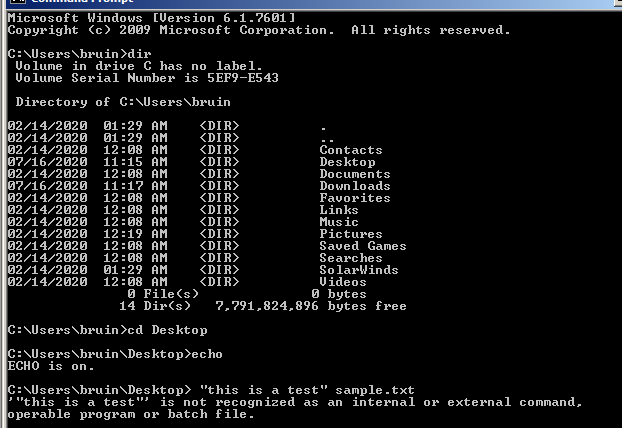 Command Prompt
Microsoft Windows [Version 6.1.7601]
Copyright (c) 2009 Microsoft Corporation.  All rights reserved.
C:\Users\bruin>dir
 Volume in drive C has no label.
 Volume Serial Number is 5EF9-E543
 Directory of C:\Users\bruin
02/14/2020  01:29 AM    <DIR>          .
02/14/2020  01:29 AM    <DIR>          ..
02/14/2020  12:08 AM    <DIR>          Contacts
07/16/2020  11:15 AM    <DIR>          Desktop
02/14/2020  12:08 AM    <DIR>          Documents
07/16/2020  11:17 AM    <DIR>          Downloads
02/14/2020  12:08 AM    <DIR>          Favorites
02/14/2020  12:08 AM    <DIR>          Links
02/14/2020  12:08 AM    <DIR>          Music
02/14/2020  12:19 AM    <DIR>          Pictures
02/14/2020  12:08 AM    <DIR>          Saved Games
02/14/2020  12:08 AM    <DIR>          Searches
02/14/2020  01:29 AM    <DIR>          SolarWinds
02/14/2020  12:08 AM    <DIR>          Videos
               0 File(s)              0 bytes
              14 Dir(s)   7,791,824,896 bytes free
C:\Users\bruin>cd Desktop
C:\Users\bruin\Desktop>echo
ECHO is on.
C:\Users\bruin\Desktop> "this is a test" sample.txt
'"this is a test"' is not recognized as an internal or external command,
operable program or batch file.